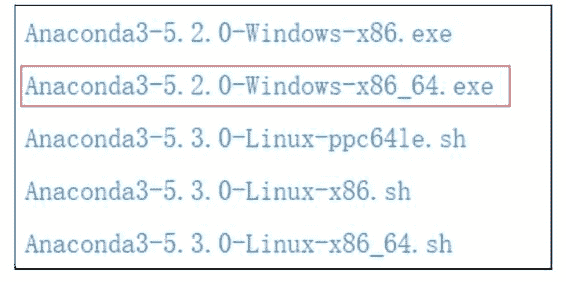 Anaconda3-5.2.0-Windows-x86.exe
Anaconda3-5.2.0-Windows-x86_64.exe
Anaconda3-5.3.0-Linux-ppc64le.sh
Anaconda3-5.3.0-Linux-x86.sh
Anaconda3-5.3.0-Linux-x86_64.sh